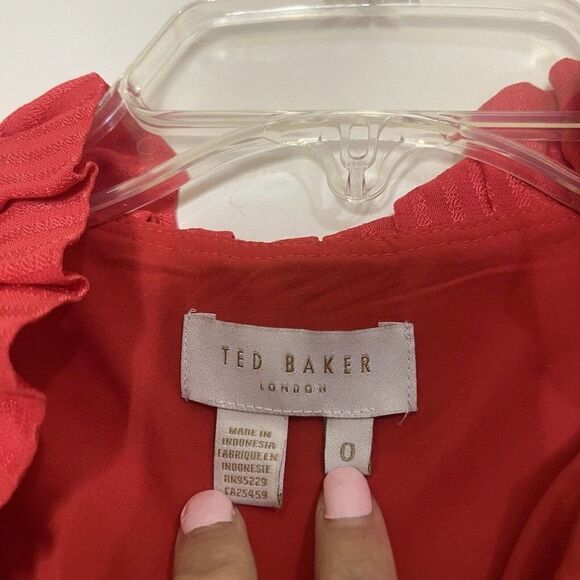 TED BAKER
LONDON
MADE IN
INDONESIA
FABRIQUE EN
INDONESIE
RN95229
CA25459
0